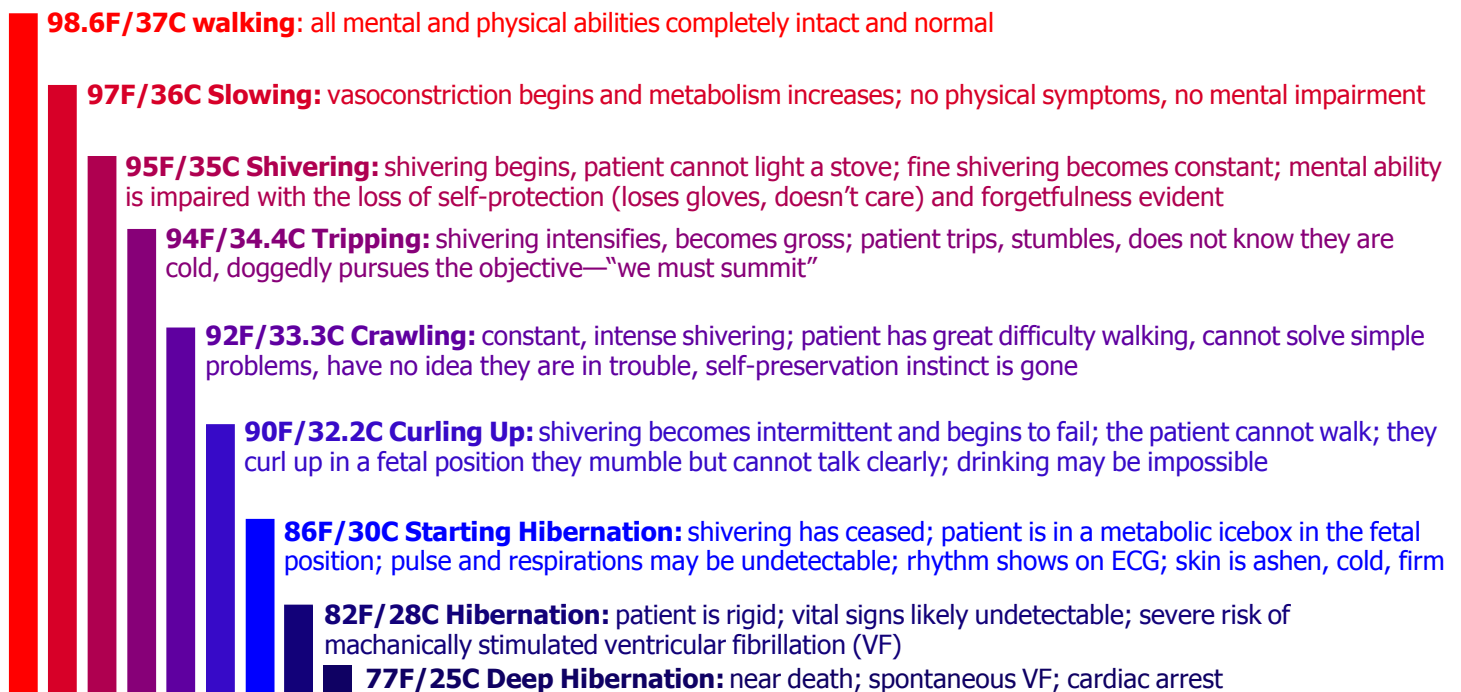 98.6F/37C walking: all mental and physical abilities completely intact and normal
97F/36C Slowing: vasoconstriction begins and metabolism increases; no physical symptoms, no mental impairment
95F/35C Shivering: shivering begins, patient cannot light a stove; fine shivering becomes constant; mental ability
is impaired with the loss of self-protection (loses gloves, doesn’t care) and forgetfulness evident
94F/34.4C Tripping: shivering intensifies, becomes gross; patient trips, stumbles, does not know they are
cold, doggedly pursues the objective—“we must summit”
92F/33.3C Crawling: constant, intense shivering; patient has great difficulty walking, cannot solve simple
problems, have no idea they are in trouble, self-preservation instinct is gone
90F/32.2C Curling Up: shivering becomes intermittent and begins to fail; the patient cannot walk; they
curl up in a fetal position they mumble but cannot talk clearly; drinking may be impossible
86F/30C Starting Hibernation: shivering has ceased; patient is in a metabolic icebox in the fetal
position; pulse and respirations may be undetectable; rhythm shows on ECG; skin is ashen, cold, firm
82F/28C Hibernation: patient is rigid; vital signs likely undetectable; severe risk of
machanically stimulated ventricular fibrillation (VF)
77F/25C Deep Hibernation: near death; spontaneous VF; cardiac arrest